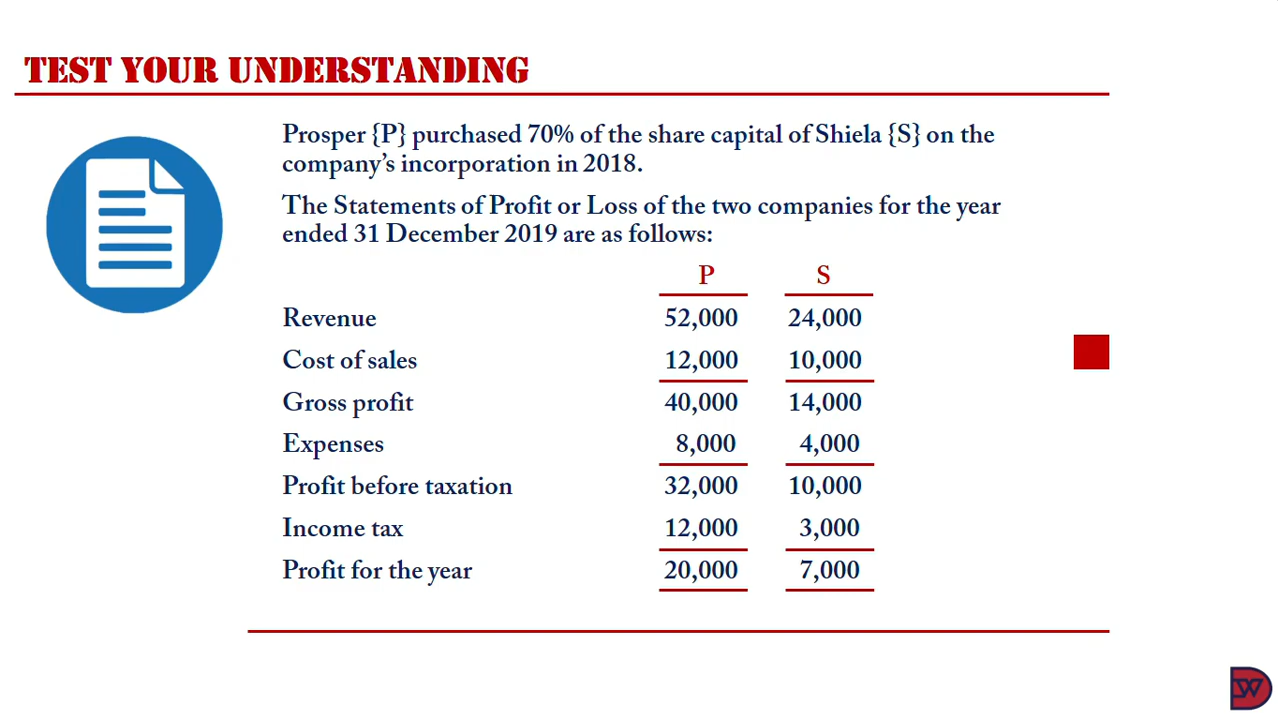 TEST YOUR UNDERSTANDING
Prosper {P} purchased 70% of the share capital of Shiela {S} on the
company's incorporation in 2018.
The Statements of Profit or Loss of the two companies for the year
ended 31 December 2019 are as follows:
P S
Revenue 52,000 24,000
Cost of sales 12,000 10,000
Gross profit 40,000 14,000
Expenses 8,000 4,000
Profit before taxation 32,000 10,000
Income tax 12,000 3,000
Profit for the year 20,000 7,000
DW